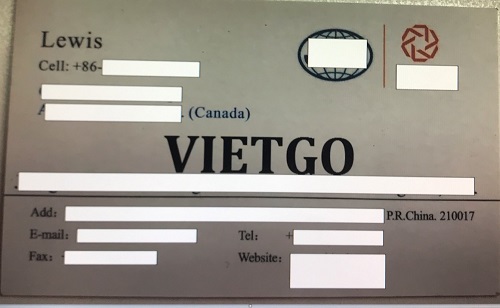 Lewis
Cell: +86-
. (Canada)
VIETGO
Add: P.R.China. 210017
E-mail: Tel: +
Fax: Website: